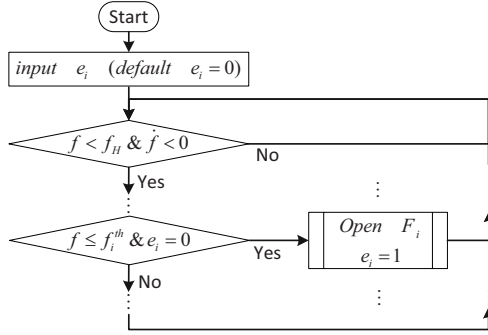 Start
input e_i (default e_i = 0)
f < f_H & ḟ < 0
No
Yes
⋮
⋮
f ≤ f_i^{th} & e_i = 0
Yes
Open F_i
e_i = 1
No
⋮
⋮